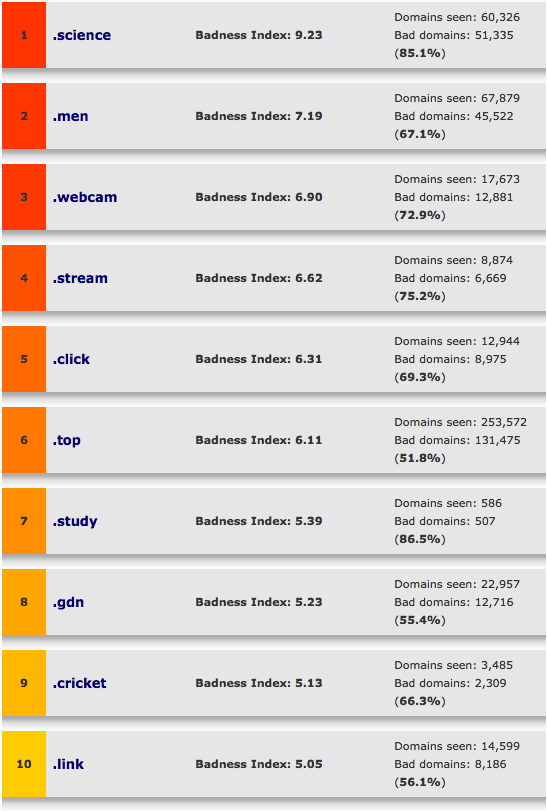 1 .science Badness Index: 9.23 Domains seen: 60,326
Bad domains: 51,335
(85.1%)
2 .men Badness Index: 7.19 Domains seen: 67,879
Bad domains: 45,522
(67.1%)
3 .webcam Badness Index: 6.90 Domains seen: 17,673
Bad domains: 12,881
(72.9%)
4 .stream Badness Index: 6.62 Domains seen: 8,874
Bad domains: 6,669
(75.2%)
5 .click Badness Index: 6.31 Domains seen: 12,944
Bad domains: 8,975
(69.3%)
6 .top Badness Index: 6.11 Domains seen: 253,572
Bad domains: 131,475
(51.8%)
7 .study Badness Index: 5.39 Domains seen: 586
Bad domains: 507
(86.5%)
8 .gdn Badness Index: 5.23 Domains seen: 22,957
Bad domains: 12,716
(55.4%)
9 .cricket Badness Index: 5.13 Domains seen: 3,485
Bad domains: 2,309
(66.3%)
10 .link Badness Index: 5.05 Domains seen: 14,599
Bad domains: 8,186
(56.1%)